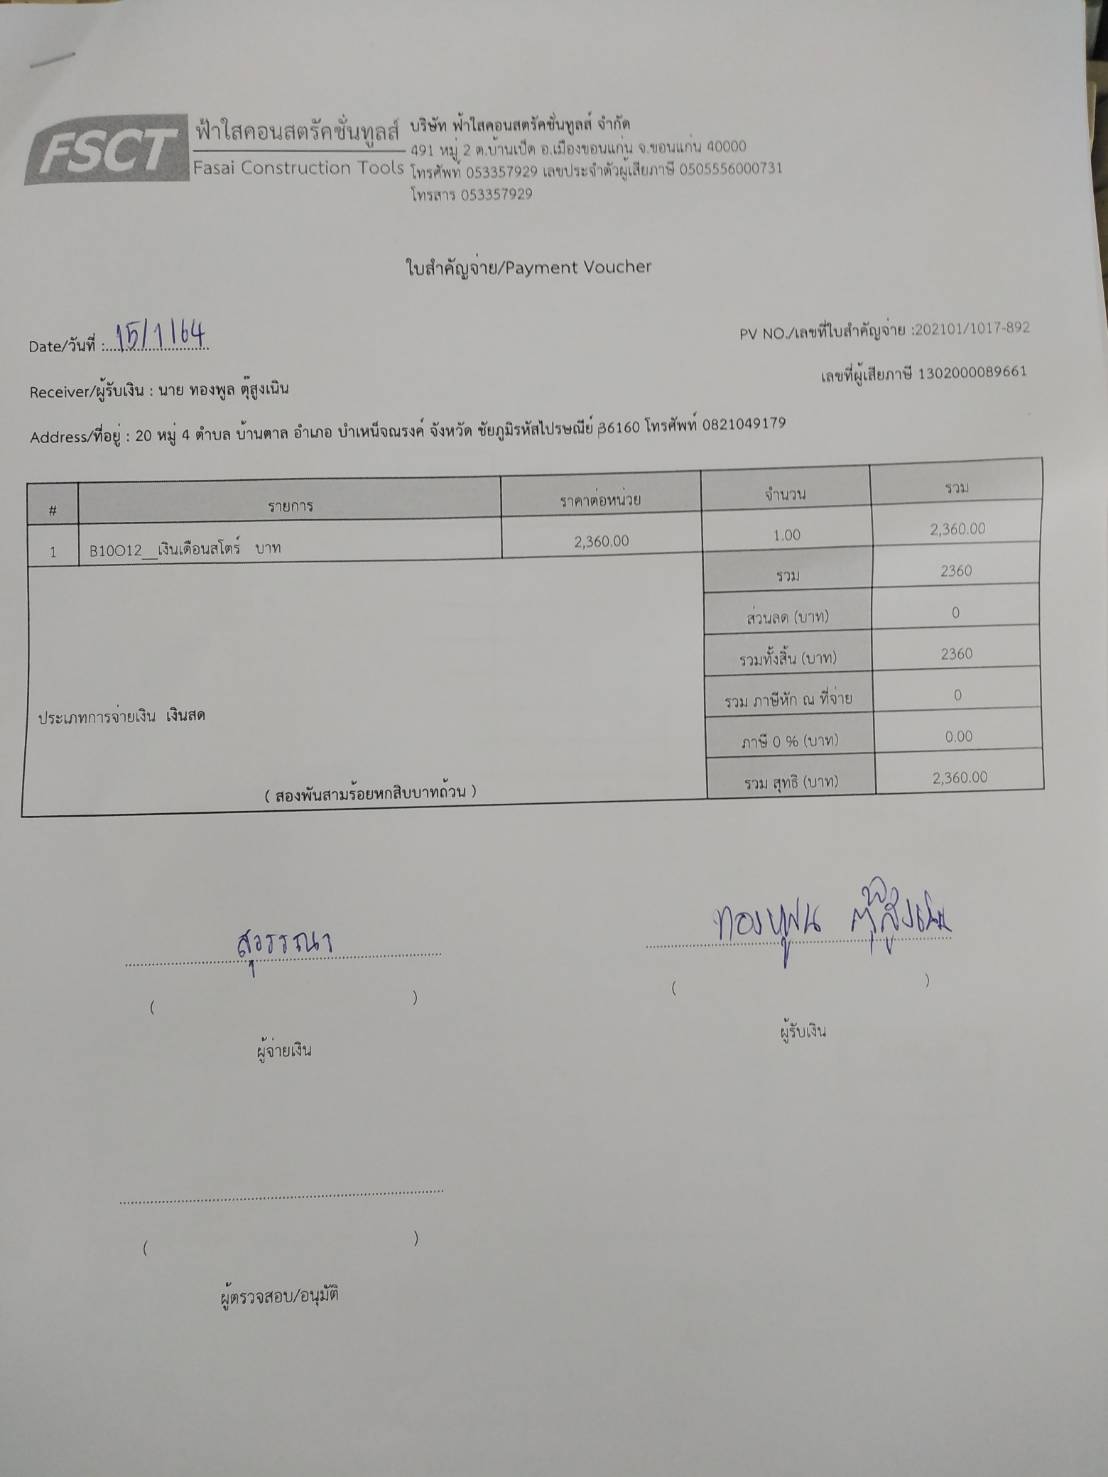 FSCT
ฟ้าใสคอนสตรัคชั่นทูลส์
Fasai Construction Tools
บริษัท ฟ้าใสคอนสตรัคชั่นทูลส์ จำกัด
491 หมู่ 2 ต.บ้านเป็ด อ.เมืองขอนแก่น จ.ขอนแก่น 40000
โทรศัพท์ 053357929 เลขประจำตัวผู้เสียภาษี 0505556000731
โทรสาร 053357929
ใบสำคัญจ่าย/Payment Voucher
Date/วันที่ : 15/1/64
PV NO./เลขที่ใบสำคัญจ่าย :202101/1017-892
Receiver/ผู้รับเงิน : นาย ทองพูล ตุ๊สูงเนิน
เลขที่ผู้เสียภาษี 1302000089661
Address/ที่อยู่ : 20 หมู่ 4 ตำบล บ้านตาล อำเภอ บำเหน็จณรงค์ จังหวัด ชัยภูมิรหัสไปรษณีย์ 36160 โทรศัพท์ 0821049179
# รายการ ราคาต่อหน่วย จำนวน รวม
1 B10O12__เงินเดือนสโตร์ บาท 2,360.00 1.00 2,360.00
รวม 2360
ส่วนลด (บาท) 0
รวมทั้งสิ้น (บาท) 2360
รวม ภาษีหัก ณ ที่จ่าย 0
ประเภทการจ่ายเงิน เงินสด
ภาษี 0 % (บาท) 0.00
รวม สุทธิ (บาท) 2,360.00
( สองพันสามร้อยหกสิบบาทถ้วน )
สุวรรณา
ทองพูน ตุ๊สูงเนิน
( )
( )
ผู้จ่ายเงิน
ผู้รับเงิน
( )
ผู้ตรวจสอบ/อนุมัติ